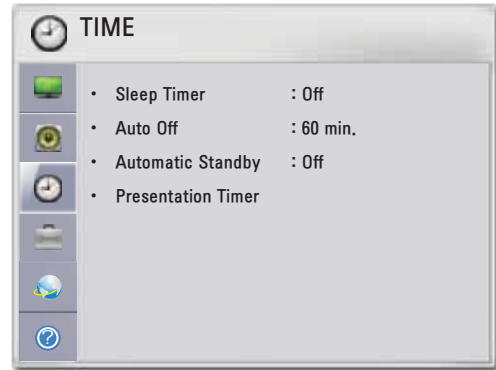 TIME
• Sleep Timer : Off
• Auto Off : 60 min.
• Automatic Standby : Off
• Presentation Timer